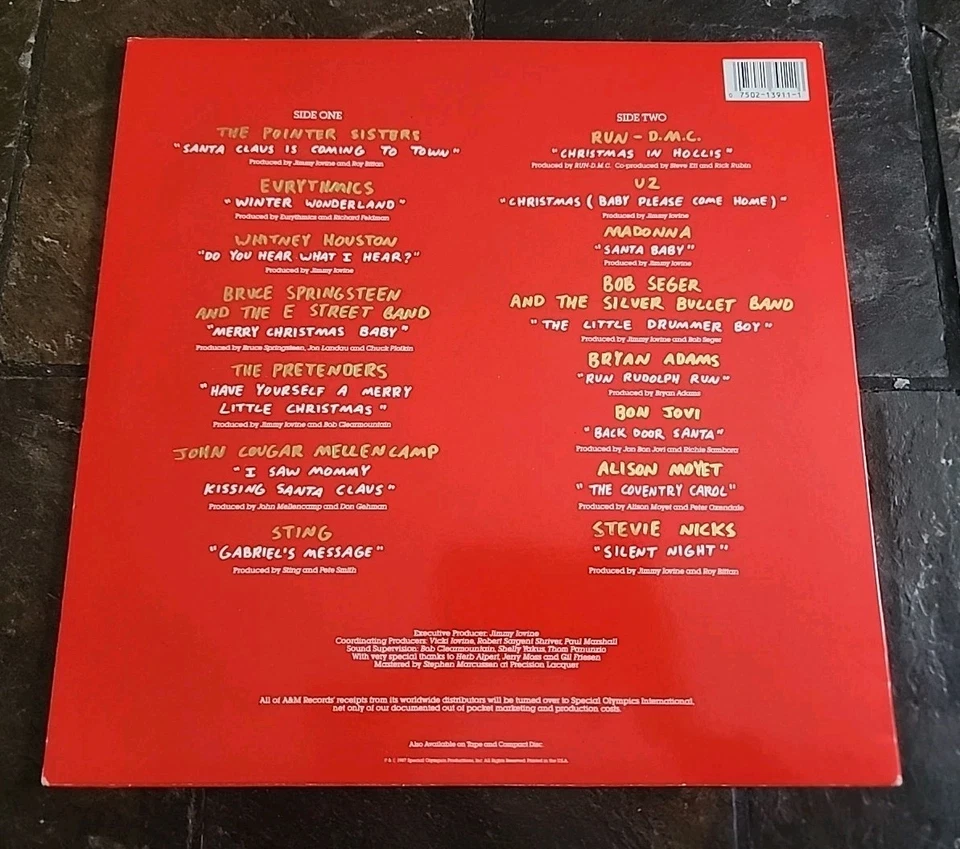 0 7502-13911-1
SIDE ONE
THE POINTER SISTERS
"SANTA CLAUS IS COMING TO TOWN"
Produced by Jimmy Iovine and Roy Bittan
EURYTHMICS
"WINTER WONDERLAND"
Produced by Eurythmics and Richard Feldman
WHITNEY HOUSTON
"DO YOU HEAR WHAT I HEAR?"
Produced by Jimmy Iovine
BRUCE SPRINGSTEEN
AND THE E STREET BAND
"MERRY CHRISTMAS BABY"
Produced by Bruce Springsteen, Jon Landau and Chuck Plotkin
THE PRETENDERS
"HAVE YOURSELF A MERRY
LITTLE CHRISTMAS"
Produced by Jimmy Iovine and Bob Clearmountain
JOHN COUGAR MELLENCAMP
"I SAW MOMMY
KISSING SANTA CLAUS"
Produced by John Mellencamp and Don Gehman
STING
"GABRIEL'S MESSAGE"
Produced by Sting and Pete Smith
SIDE TWO
RUN-D.M.C.
"CHRISTMAS IN HOLLIS"
Produced by RUN-D.M.C. Co-produced by Steve Ett and Rick Rubin
U2
"CHRISTMAS (BABY PLEASE COME HOME)"
Produced by Jimmy Iovine
MADONNA
"SANTA BABY"
Produced by Jimmy Iovine
BOB SEGER
AND THE SILVER BULLET BAND
"THE LITTLE DRUMMER BOY"
Produced by Jimmy Iovine and Bob Seger
BRYAN ADAMS
"RUN RUDOLPH RUN"
Produced by Bryan Adams
BON JOVI
"BACK DOOR SANTA"
Produced by Jon Bon Jovi and Richie Sambora
ALISON MOYET
"THE COVENTRY CAROL"
Produced by Alison Moyet and Peter Oxendale
STEVIE NICKS
"SILENT NIGHT"
Produced by Jimmy Iovine and Roy Bittan
Executive Producer: Jimmy Iovine
Coordinating Producers: Vicki Iovine, Robert Sargent Shriver, Paul Marshall
Sound Supervision: Bob Clearmountain, Shelly Yakus, Thom Panunzio
With very special thanks to Herb Alpert, Jerry Moss and Gil Friesen
Mastered by Stephen Marcussen at Precision Lacquer
All of A&M Records' receipts from its worldwide distributors will be turned over to Special Olympics International,
net only of our documented out of pocket marketing and production costs.
Also Available on Tape and Compact Disc
P & C 1987 Special Olympics Productions, Inc. All Rights Reserved. Printed in the U.S.A.